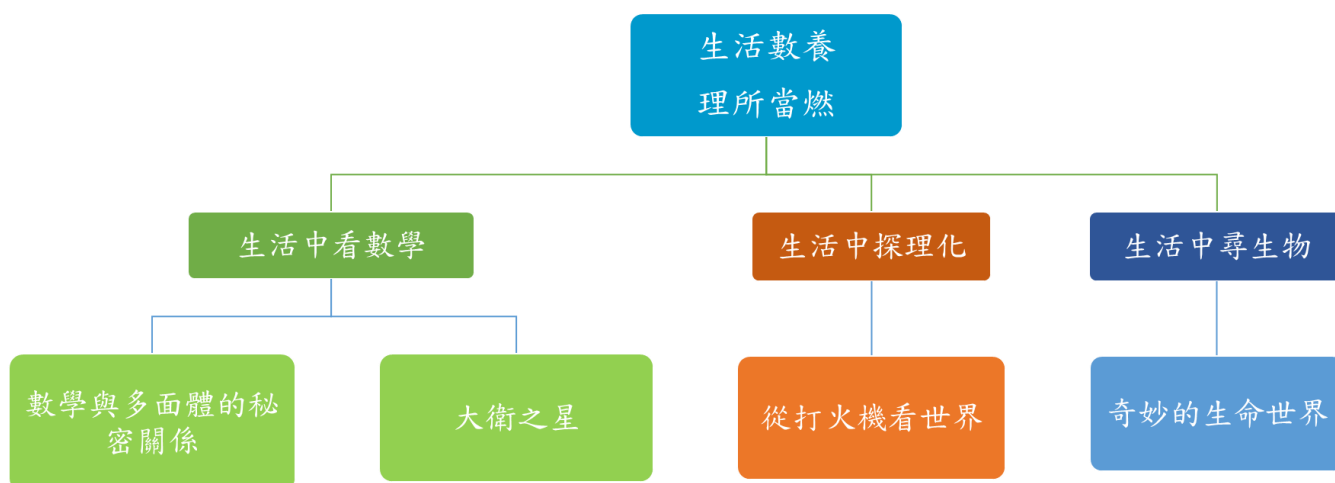 生活數養
理所當燃
生活中看數學
生活中探理化
生活中尋生物
數學與多面體的秘
密關係
大衛之星
從打火機看世界
奇妙的生命世界